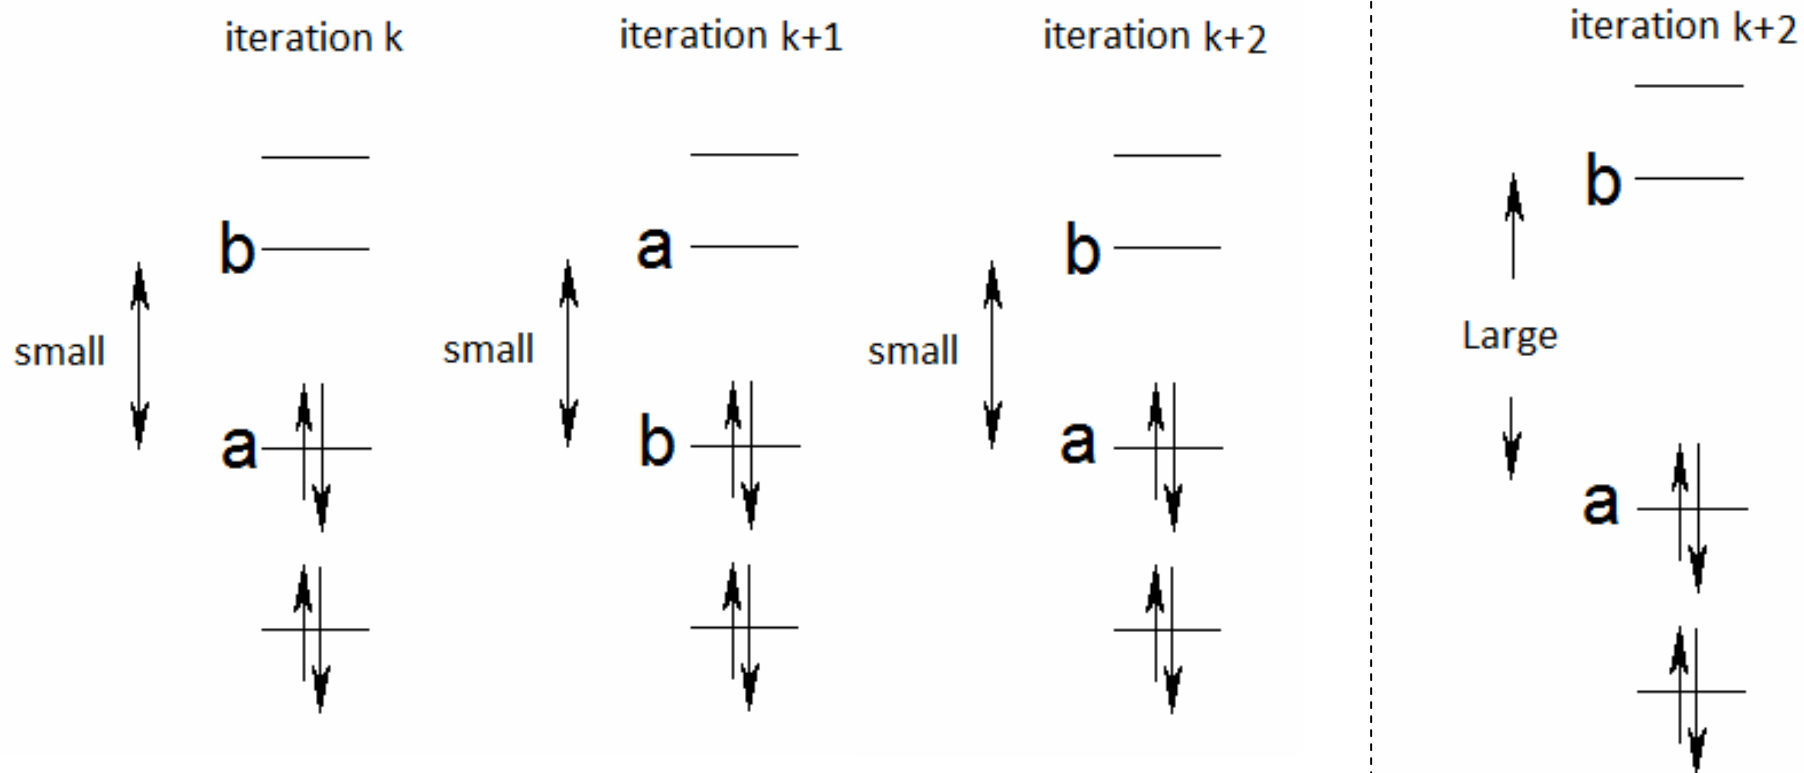 iteration k
iteration k+1
iteration k+2
iteration k+2
b
a
b
b
small
small
small
Large
a
b
a
a